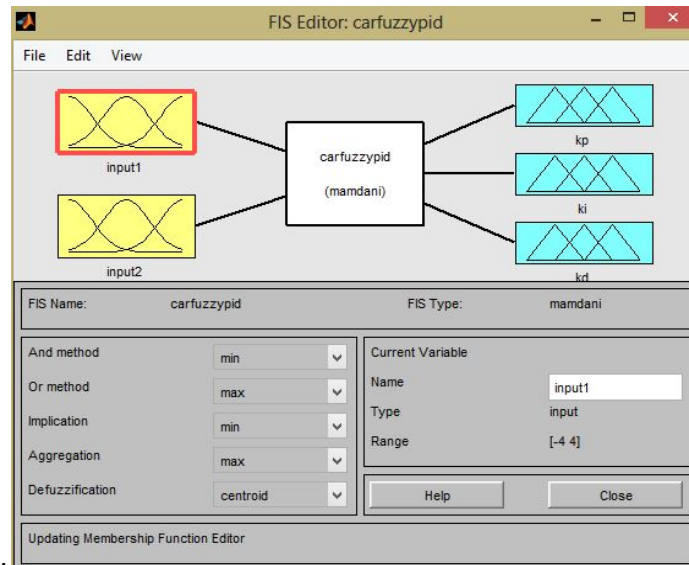 FIS Editor: carfuzzypid
File Edit View
input1
input2
carfuzzypid
(mamdani)
kp
ki
kd
FIS Name: carfuzzypid FIS Type: mamdani
And method min
Or method max
Implication min
Aggregation max
Defuzzification centroid
Current Variable
Name input1
Type input
Range [-4 4]
Help Close
Updating Membership Function Editor